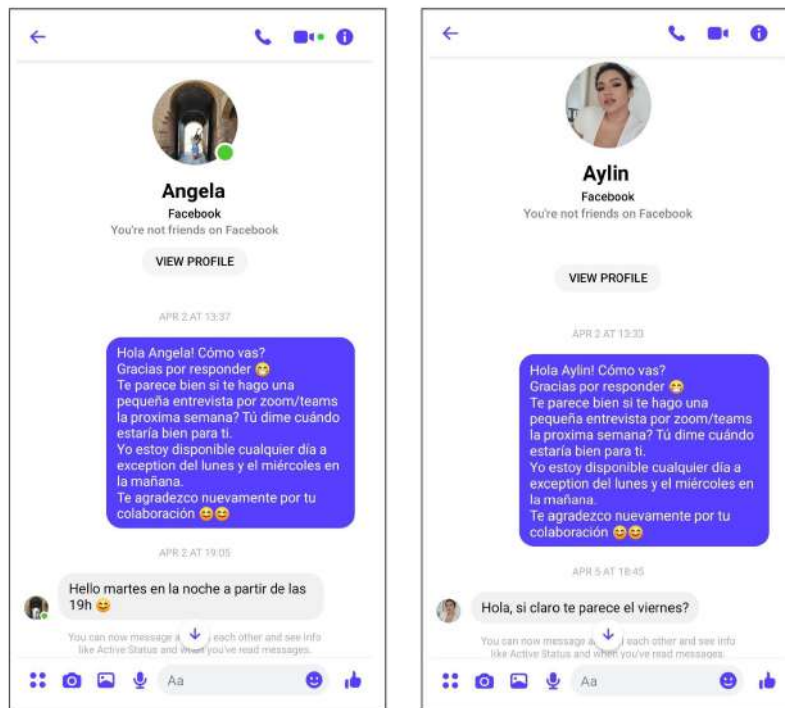 Angela
Facebook
You're not friends on Facebook
VIEW PROFILE
APR 2 AT 13:37
Hola Angela! Cómo vas?
Gracias por responder 😁
Te parece bien si te hago una
pequeña entrevista por zoom/teams
la proxima semana? Tú dime cuándo
estaría bien para ti.
Yo estoy disponible cualquier día a
exception del lunes y el miércoles en
la mañana.
Te agradezco nuevamente por tu
colaboración 😊😊
APR 2 AT 19:05
Hello martes en la noche a partir de las
19h 😊
You can now message a each other and see info
like Active Status and when you've read messages.
Aa
Aylin
Facebook
You're not friends on Facebook
VIEW PROFILE
APR 2 AT 13:33
Hola Aylin! Cómo vas?
Gracias por responder 😁
Te parece bien si te hago una
pequeña entrevista por zoom/teams
la proxima semana? Tú dime cuándo
estaría bien para ti.
Yo estoy disponible cualquier día a
exception del lunes y el miércoles en
la mañana.
Te agradezco nuevamente por tu
colaboración 😊😊
APR 5 AT 18:45
Hola, si claro te parece el viernes?
You can now message a each other and see info
like Active Status and when you've read messages.
Aa